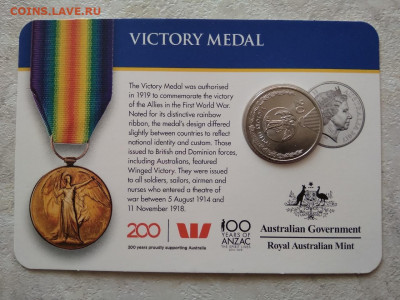 COINS.LAVE.RU
VICTORY MEDAL
The Victory Medal was authorised
in 1919 to commemorate the victory
of the Allies in the First World War.
Noted for its distinctive rainbow
ribbon, the medal's design differed
slightly between countries to reflect
national identity and custom. Those
issued to British and Dominion forces,
including Australians, featured
Winged Victory. They were issued
to all soldiers, sailors, airmen and
nurses who entered a theatre of
war between 5 August 1914 and
11 November 1918.
200
200 years proudly supporting Australia
100
YEARS OF
ANZAC
Australian Government
Royal Australian Mint